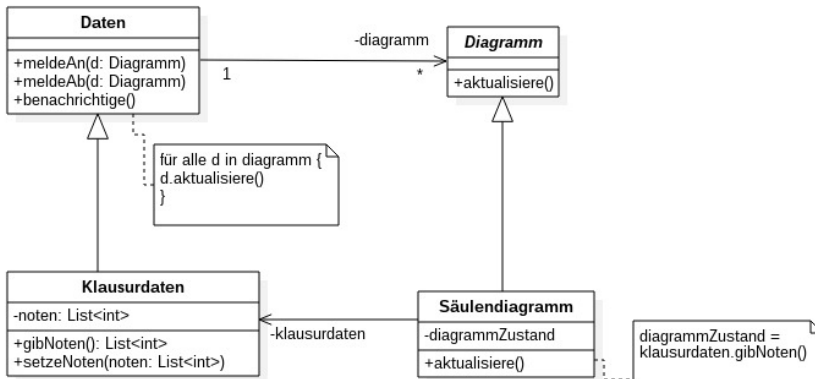 Daten
+meldeAn(d: Diagramm)
+meldeAb(d: Diagramm)
+benachrichtige()
-diagramm
1
*
Diagramm
+aktualisiere()
für alle d in diagramm {
d.aktualisiere()
}
Klausurdaten
-noten: List<int>
+gibNoten(): List<int>
+setzeNoten(noten: List<int>)
-klausurdaten
Säulendiagramm
-diagrammZustand
+aktualisiere()
diagrammZustand =
klausurdaten.gibNoten()